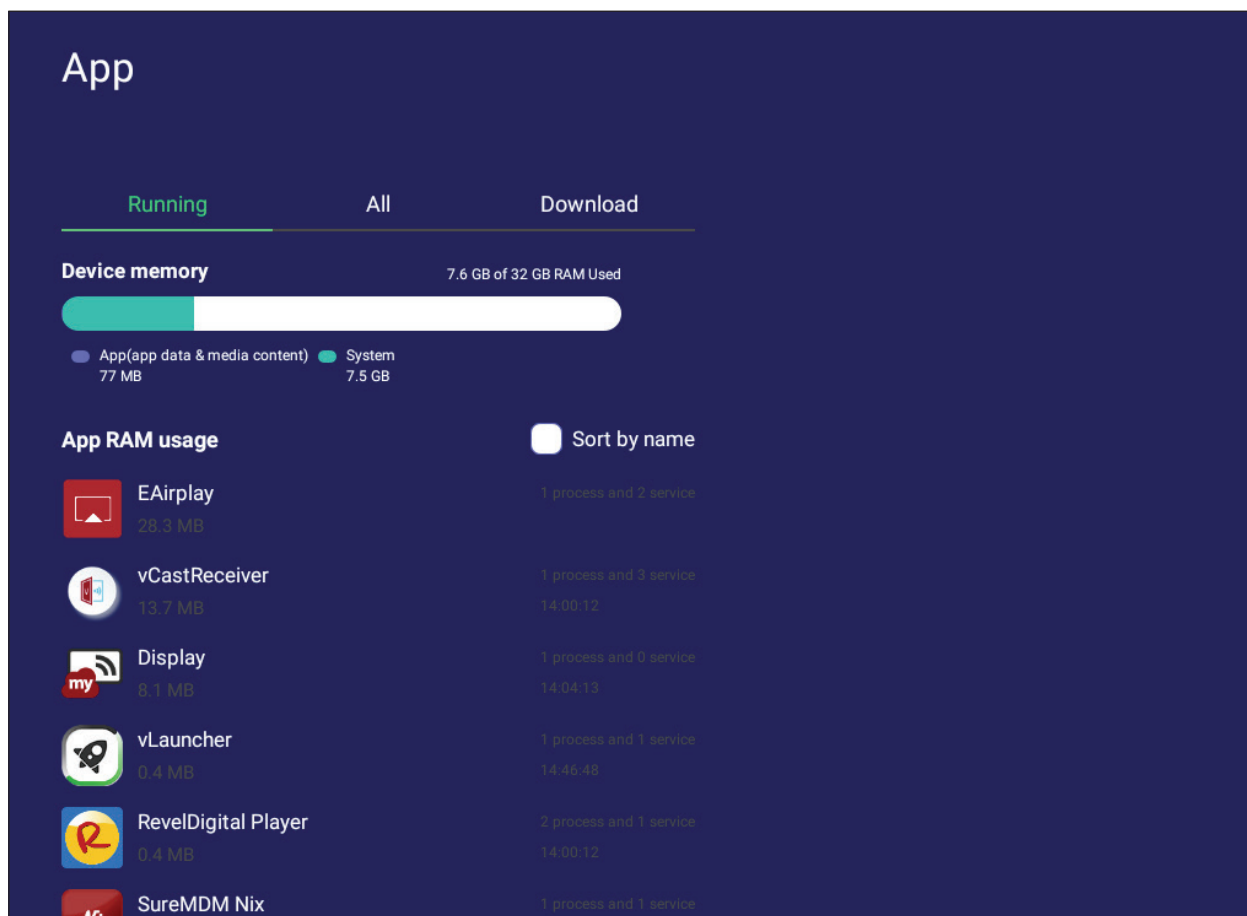 App
Running All Download
Device memory 7.6 GB of 32 GB RAM Used
App(app data & media content) System
77 MB 7.5 GB
App RAM usage Sort by name
EAirplay 1 process and 2 service
28.3 MB
vCastReceiver 1 process and 3 service
13.7 MB 14:00:12
Display 1 process and 0 service
my 8.1 MB 14:04:13
vLauncher 1 process and 1 service
0.4 MB 14:46:48
RevelDigital Player 2 process and 1 service
R 0.4 MB 14:00:12
SureMDM Nix 1 process and 1 service